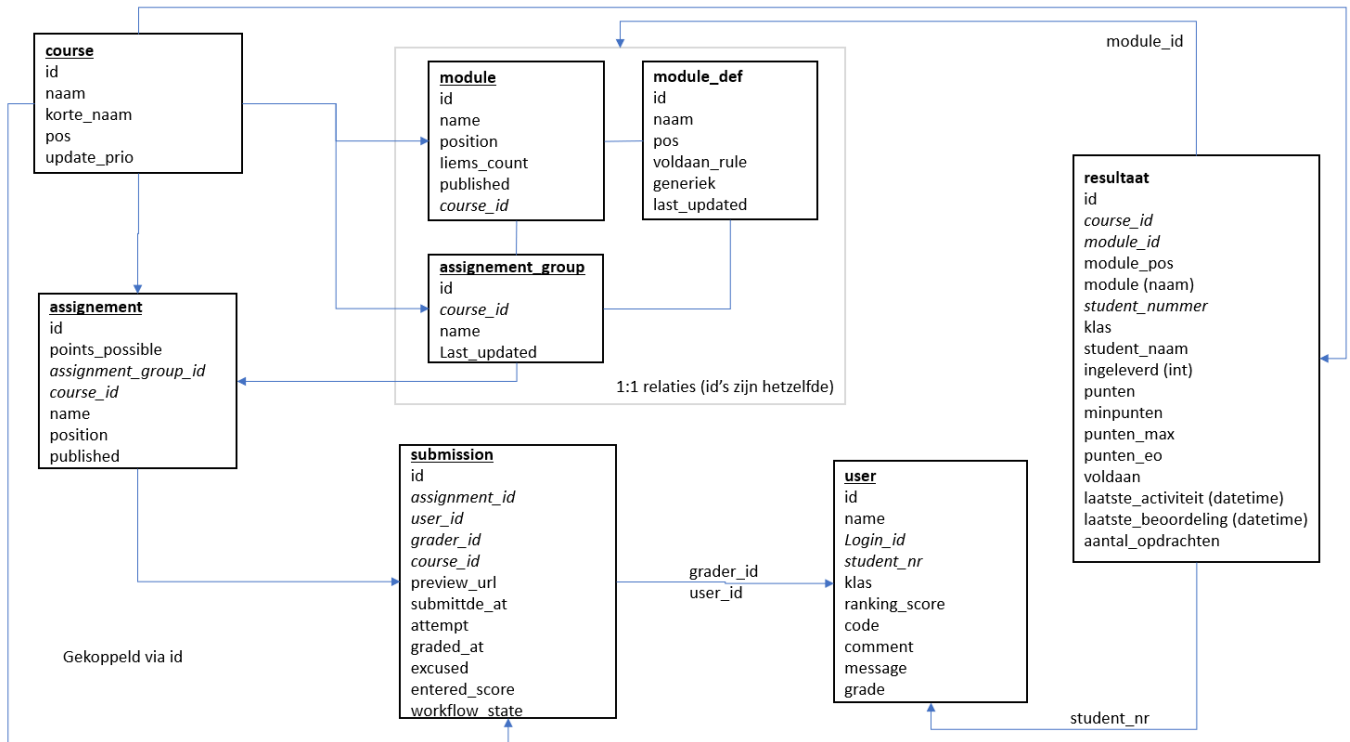 course
id
naam
korte_naam
pos
update_prio
module
id
name
position
Iiems_count
published
course_id
module_def
id
naam
pos
voldaan_rule
generiek
last_updated
module_id
assignement_group
id
course_id
name
Last_updated
1:1 relaties (id's zijn hetzelfde)
resultaat
id
course_id
module_id
module_pos
module (naam)
student_nummer
klas
student_naam
ingeleverd (int)
punten
minpunten
punten_max
punten_eo
voldaan
laatste_activiteit (datetime)
laatste_beoordeling (datetime)
aantal_opdrachten
assignement
id
points_possible
assignment_group_id
course_id
name
position
published
submission
id
assignment_id
user_id
grader_id
course_id
preview_url
submittde_at
attempt
graded_at
excused
entered_score
workflow_state
grader_id
user_id
user
id
name
Login_id
student_nr
klas
ranking_score
code
comment
message
grade
Gekoppeld via id
student_nr